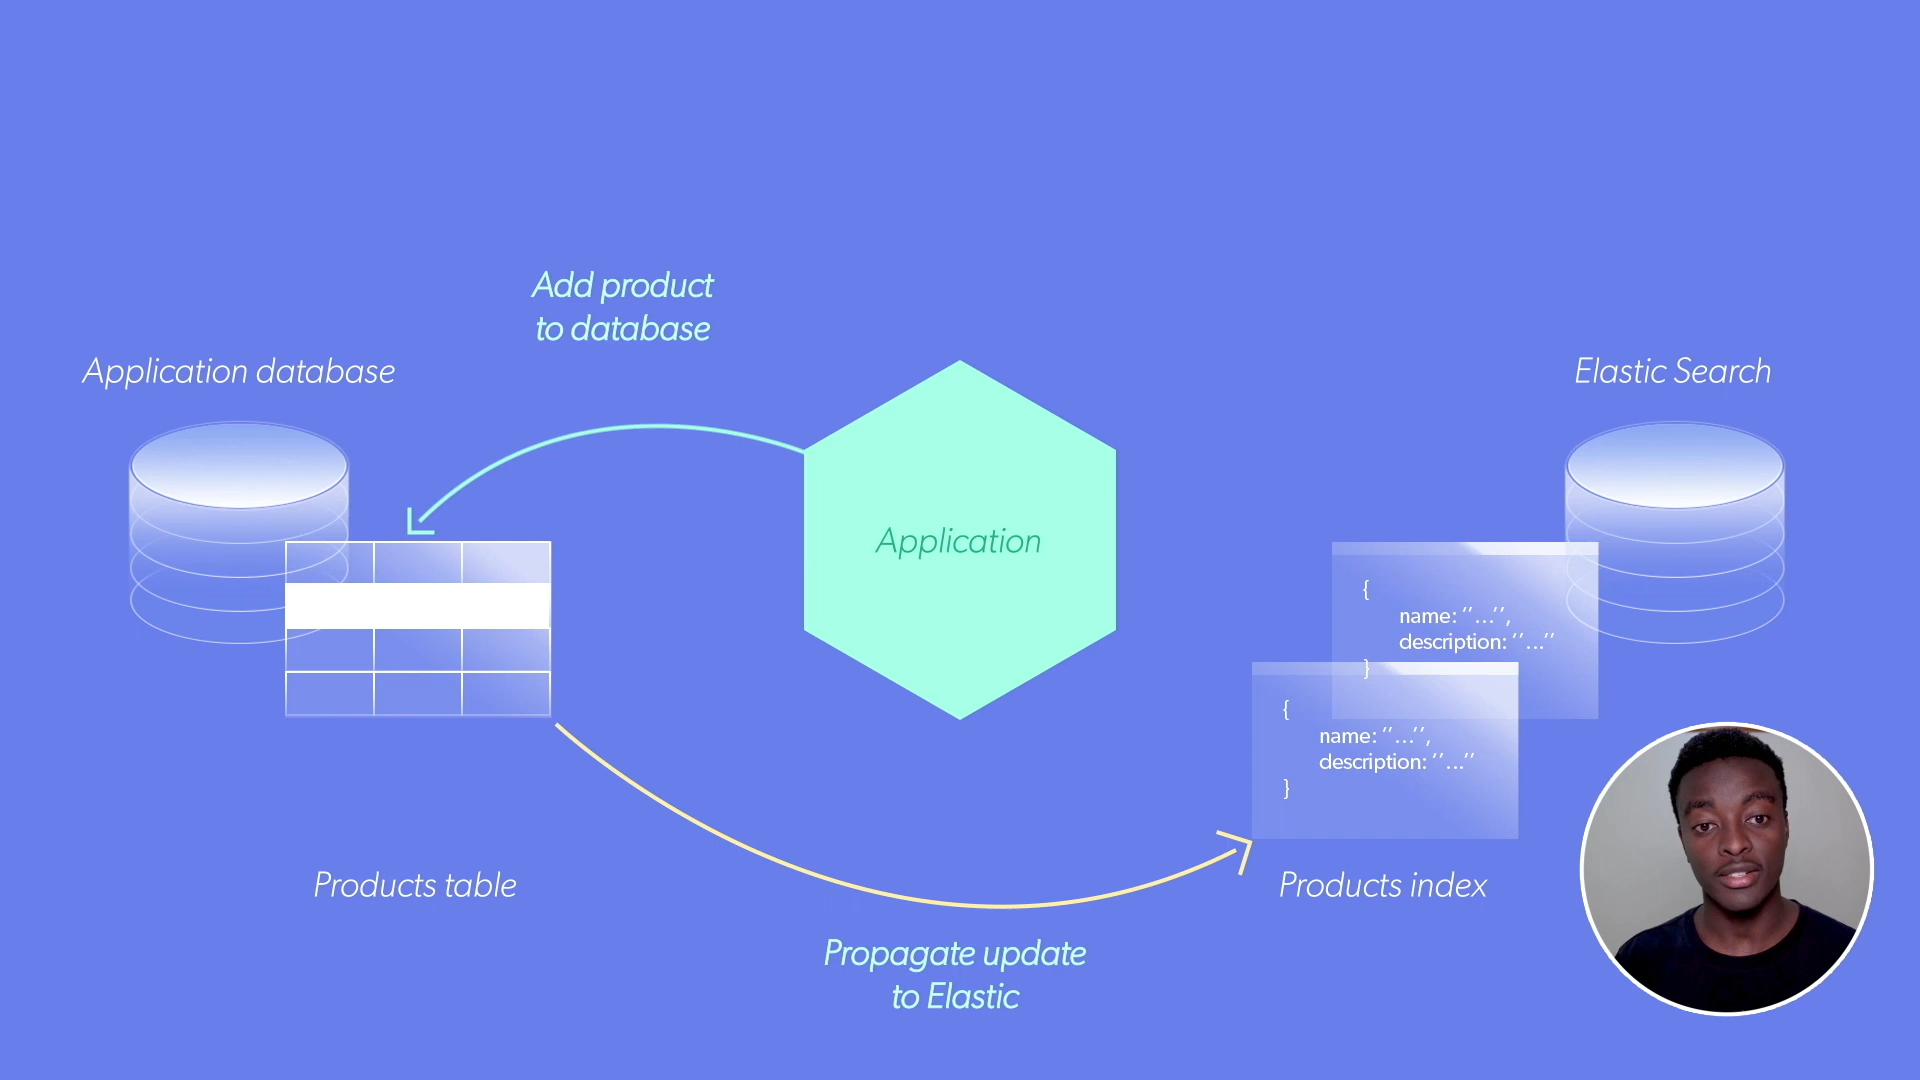 Add product
to database
Application database
Elastic Search
Application
{
name: ’’...’’,
description: ’’...’’
}
{
name: ’’...’’,
description: ’’...’’
}
Products table
Products index
Propagate update
to Elastic